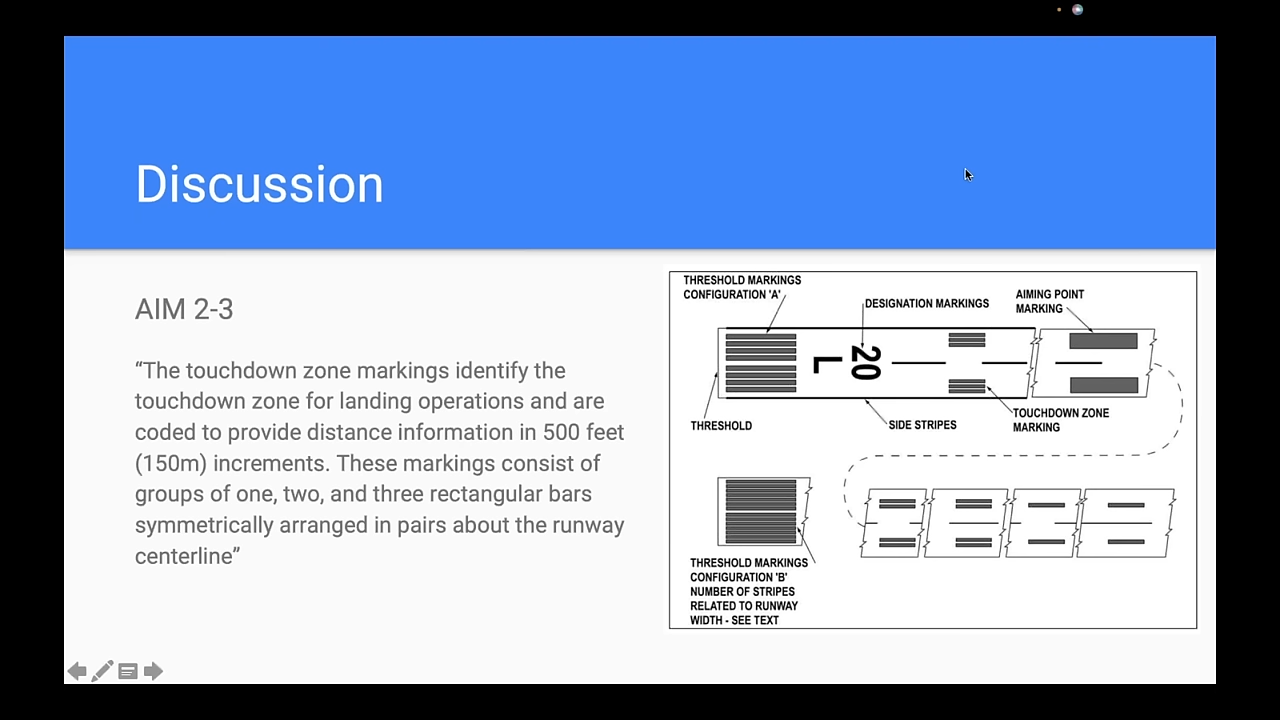 Discussion
AIM 2-3
“The touchdown zone markings identify the
touchdown zone for landing operations and are
coded to provide distance information in 500 feet
(150m) increments. These markings consist of
groups of one, two, and three rectangular bars
symmetrically arranged in pairs about the runway
centerline”
THRESHOLD MARKINGS
CONFIGURATION 'A'
DESIGNATION MARKINGS
AIMING POINT
MARKING
L
20
THRESHOLD
SIDE STRIPES
TOUCHDOWN ZONE
MARKING
THRESHOLD MARKINGS
CONFIGURATION 'B'
NUMBER OF STRIPES
RELATED TO RUNWAY
WIDTH - SEE TEXT